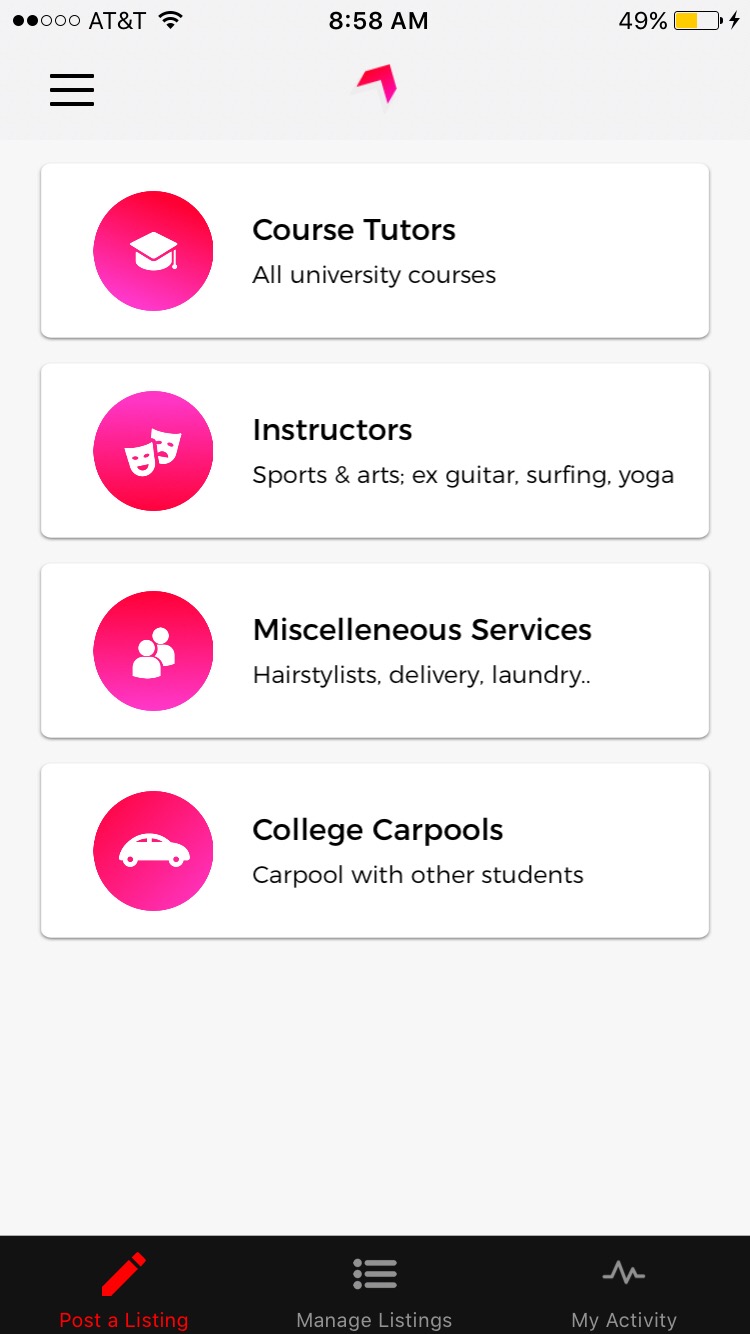 AT&T
8:58 AM
49%
Course Tutors
All university courses
Instructors
Sports & arts; ex guitar, surfing, yoga
Miscelleneous Services
Hairstylists, delivery, laundry..
College Carpools
Carpool with other students
Post a Listing
Manage Listings
My Activity